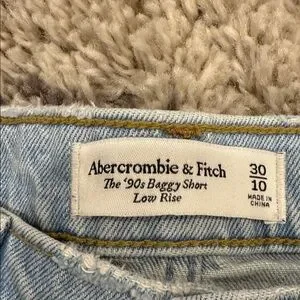 Abercrombie & Fitch
The '90s Baggy Short
Low Rise
30
10
MADE IN
CHINA